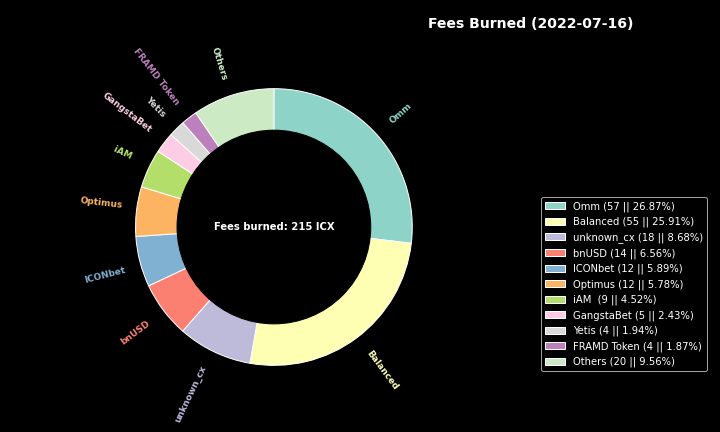 Fees Burned (2022-07-16)
Omm
Others
FRAMD Token
Yetis
GangstaBet
iAM
Optimus
ICONbet
bnUSD
unknown_cx
Balanced
Fees burned: 215 ICX
Omm (57 || 26.87%)
Balanced (55 || 25.91%)
unknown_cx (18 || 8.68%)
bnUSD (14 || 6.56%)
ICONbet (12 || 5.89%)
Optimus (12 || 5.78%)
iAM  (9 || 4.52%)
GangstaBet (5 || 2.43%)
Yetis (4 || 1.94%)
FRAMD Token (4 || 1.87%)
Others (20 || 9.56%)